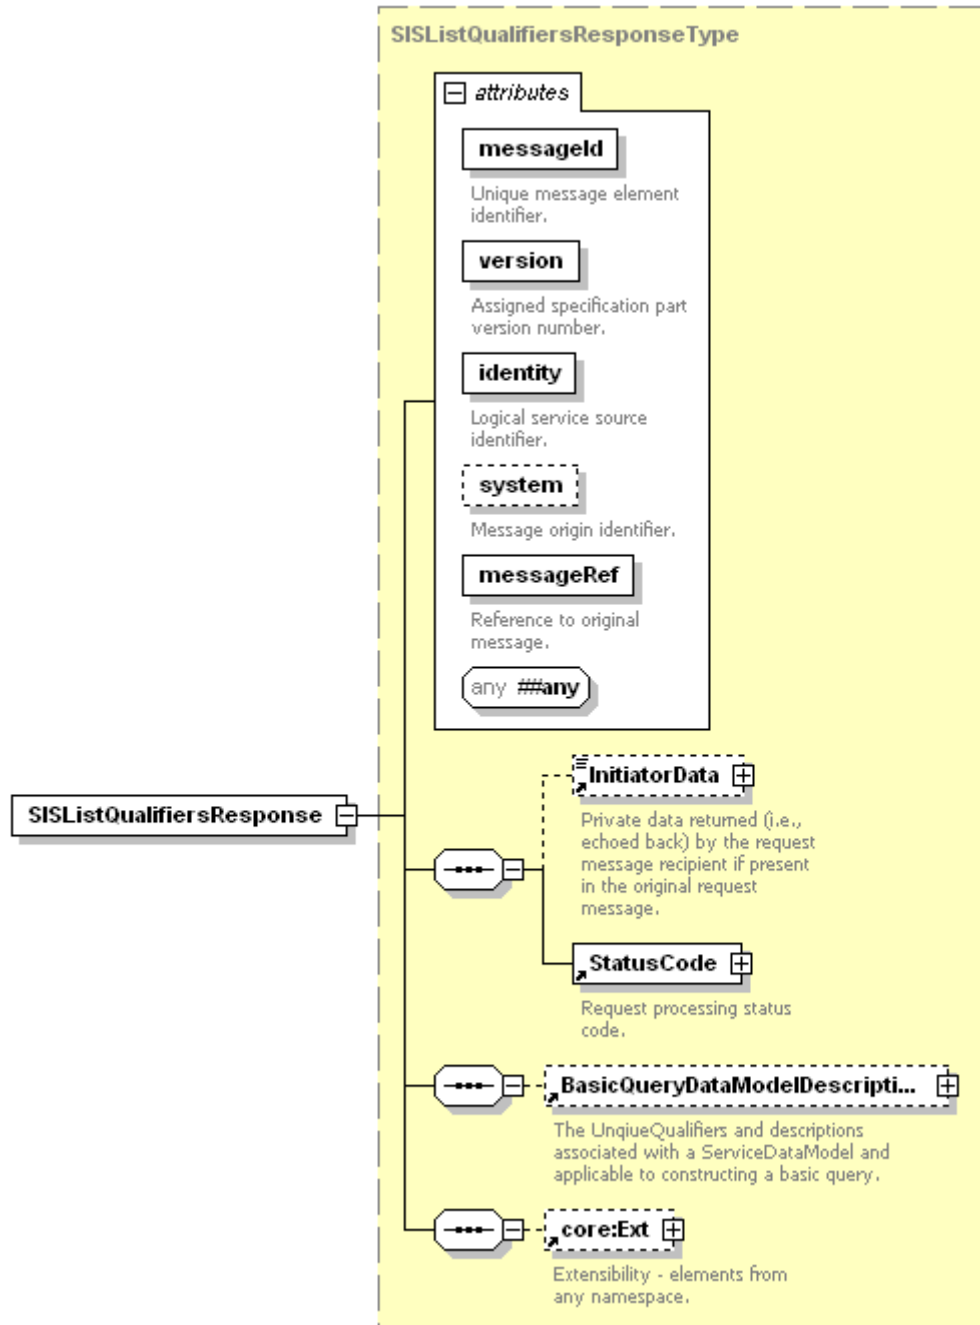 SISListQualifiersResponseType
attributes
messageId
Unique message element
identifier.
version
Assigned specification part
version number.
identity
Logical service source
identifier.
system
Message origin identifier.
messageRef
Reference to original
message.
any ##any
InitiatorData
Private data returned (i.e.,
echoed back) by the request
message recipient if present
in the original request
message.
SISListQualifiersResponse
StatusCode
Request processing status
code.
BasicQueryDataModelDescripti...
The UnqiueQualifiers and descriptions
associated with a ServiceDataModel and
applicable to constructing a basic query.
core:Ext
Extensibility - elements from
any namespace.